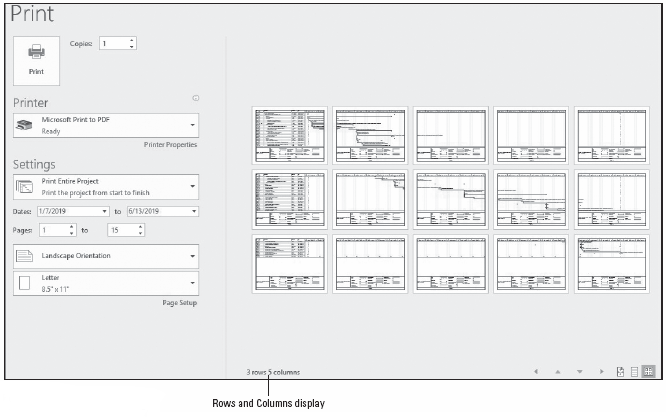 Print
Copies: 1
Print
Printer
Microsoft Print to PDF
Ready
Printer Properties
Settings
Print Entire Project
Print the project from start to finish
Dates: 1/7/2019 to 6/13/2019
Pages: 1 to 15
Landscape Orientation
Letter
8.5" x 11"
Page Setup
3 rows 5 columns
Rows and Columns display